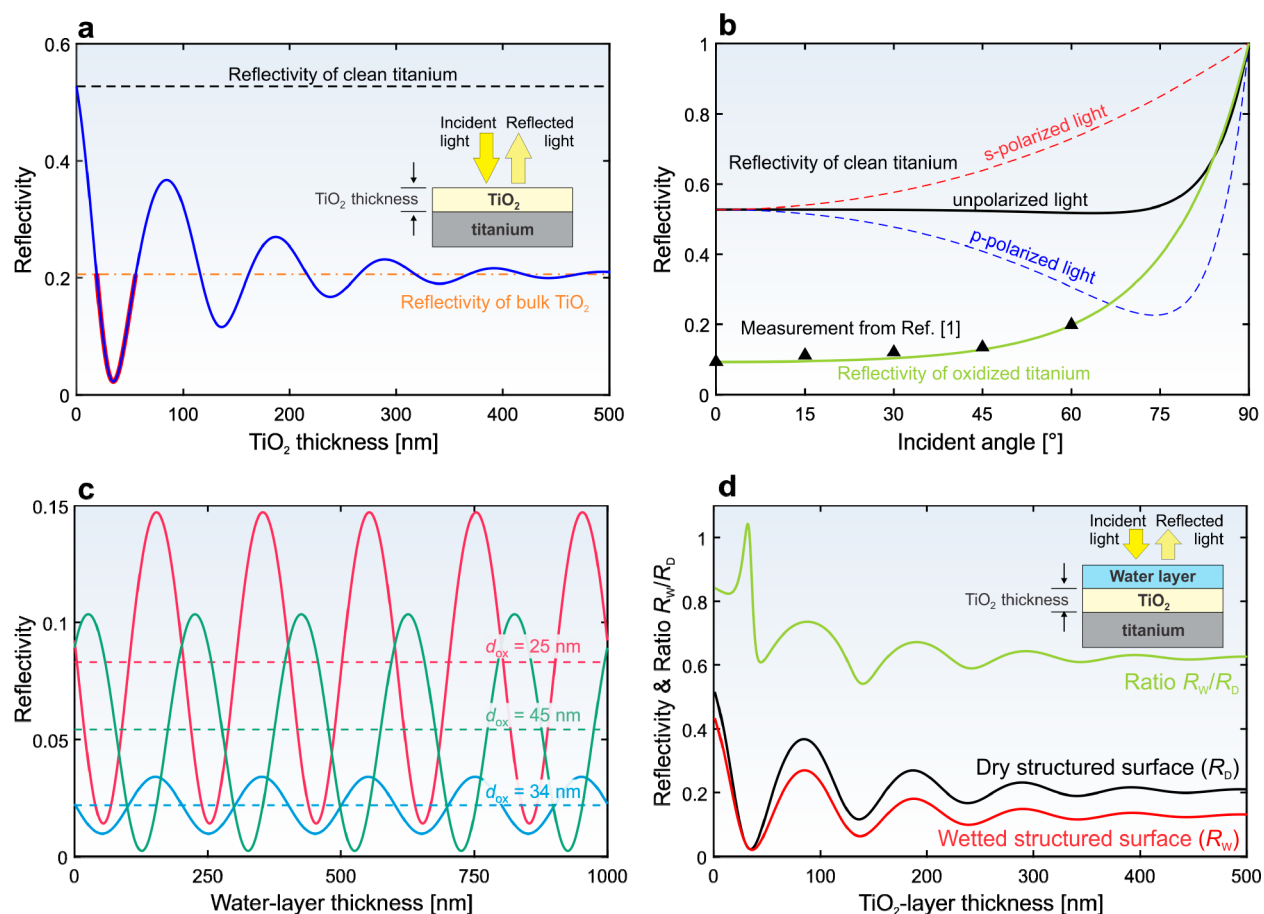 a
0.6
0.4
0.2
0
Reflectivity
Reflectivity of clean titanium
Incident
light
Reflected
light
TiO₂ thickness
TiO₂
titanium
Reflectivity of bulk TiO₂
0
100
200
300
400
500
TiO₂ thickness [nm]
b
1
0.8
0.6
0.4
0.2
0
Reflectivity
s-polarized light
Reflectivity of clean titanium
unpolarized light
p-polarized light
Measurement from Ref. [1]
Reflectivity of oxidized titanium
0
15
30
45
60
75
90
Incident angle [°]
c
0.15
0.1
0.05
0
Reflectivity
dox = 25 nm
dox = 45 nm
dox = 34 nm
0
250
500
750
1000
Water-layer thickness [nm]
d
1
0.8
0.6
0.4
0.2
0
Reflectivity & Ratio RW/RD
Incident
light
Reflected
light
Water layer
TiO₂ thickness
TiO₂
titanium
Ratio RW/RD
Dry structured surface (RD)
Wetted structured surface (RW)
0
100
200
300
400
500
TiO₂-layer thickness [nm]